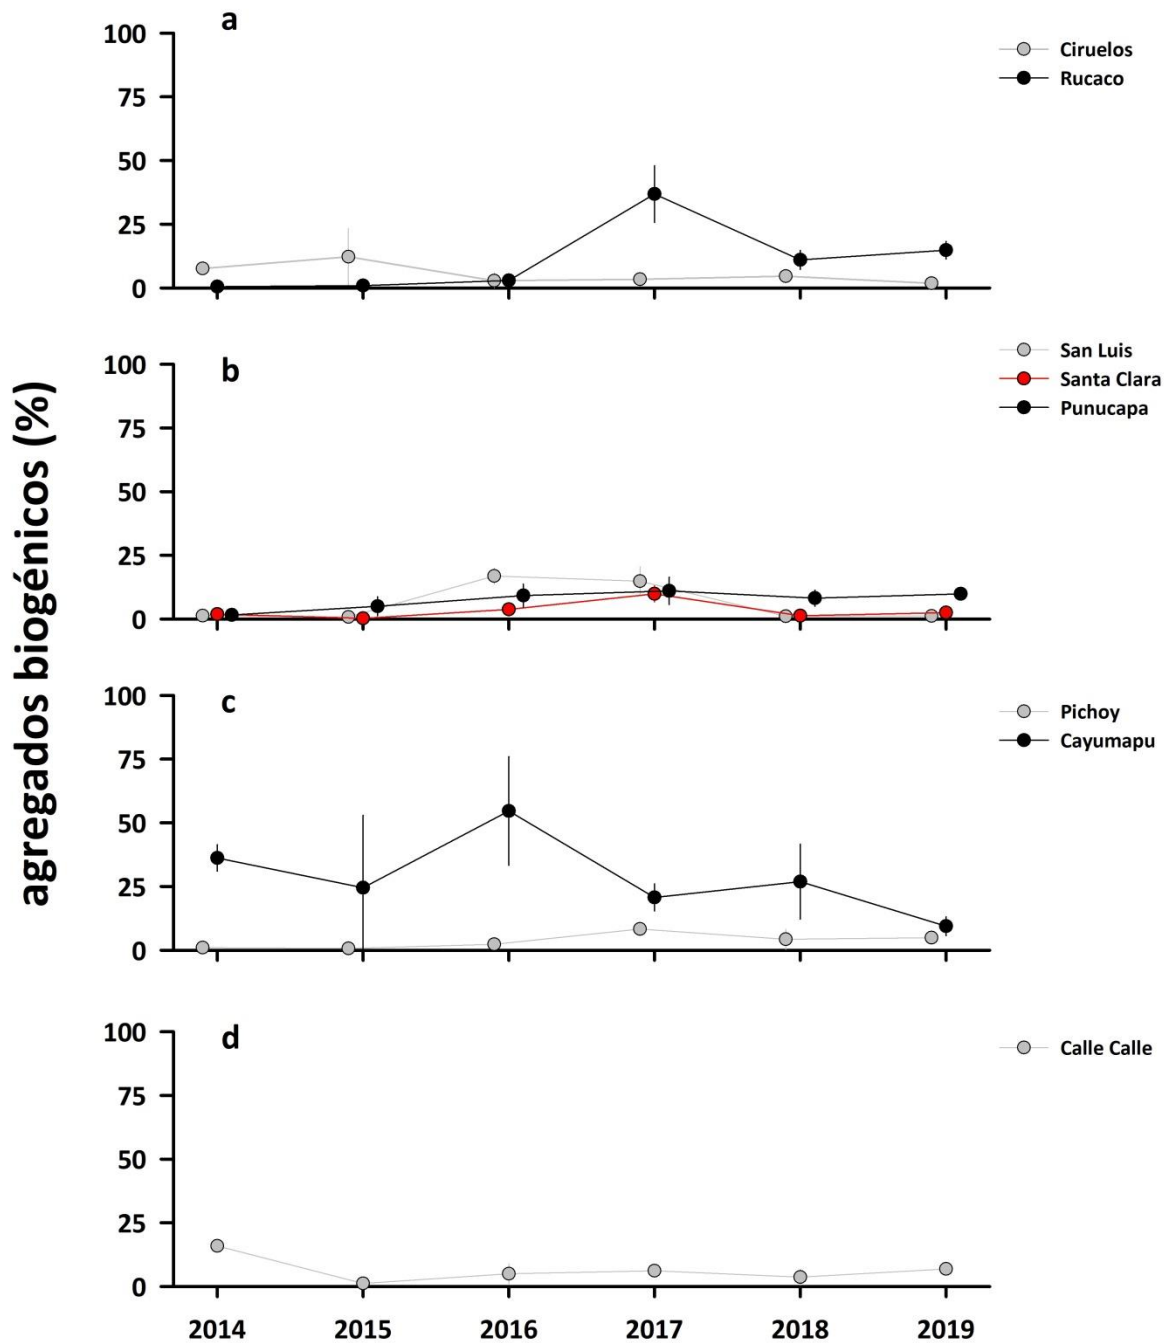 agregados biogénicos (%)
a
100
75
50
25
0
Ciruelos
Rucaco
b
100
75
50
25
0
San Luis
Santa Clara
Punucapa
c
100
75
50
25
0
Pichoy
Cayumapu
d
100
75
50
25
0
Calle Calle
2014 2015 2016 2017 2018 2019